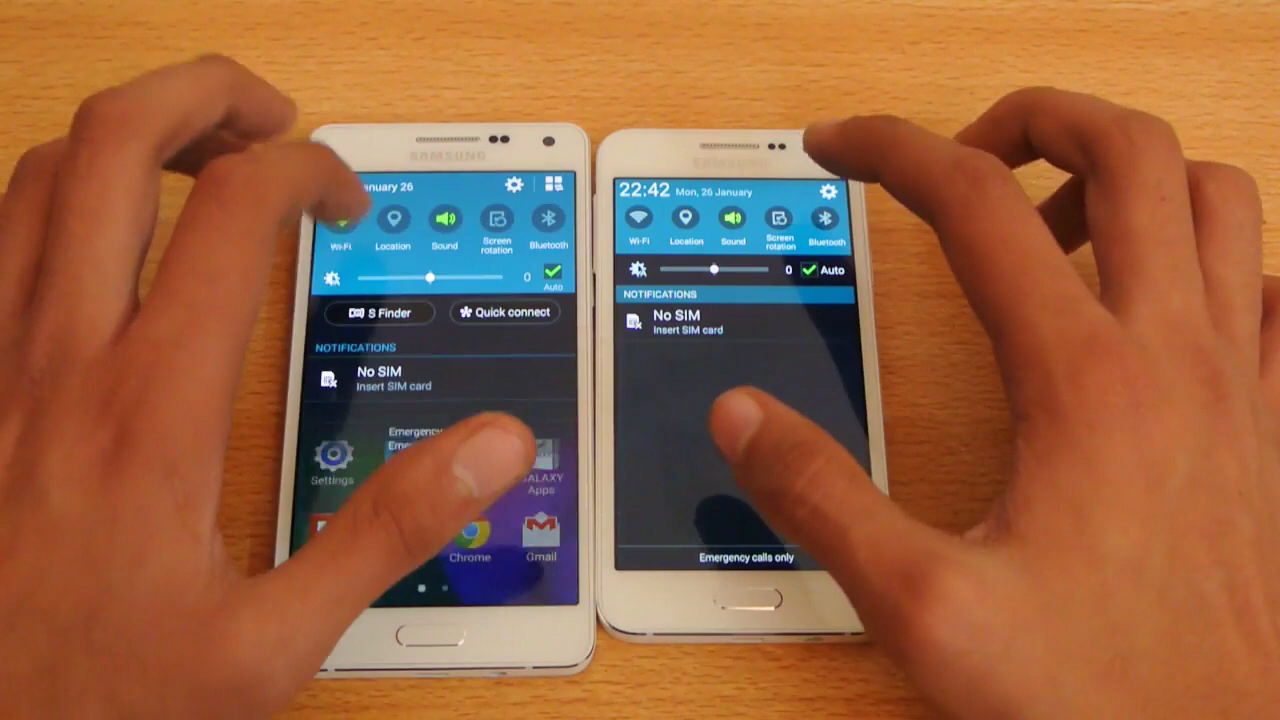 SAMSUNG
anuary 26
Wi-Fi
Location
Sound
Screen
rotation
Bluetooth
0
Auto
S Finder
Quick connect
NOTIFICATIONS
No SIM
Insert SIM card
Emergency
Settings
GALAXY
Apps
Chrome
Gmail
SAMSUNG
22:42 Mon, 26 January
Wi-Fi
Location
Sound
Screen
rotation
Bluetooth
0 Auto
NOTIFICATIONS
No SIM
Insert SIM card
Emergency calls only